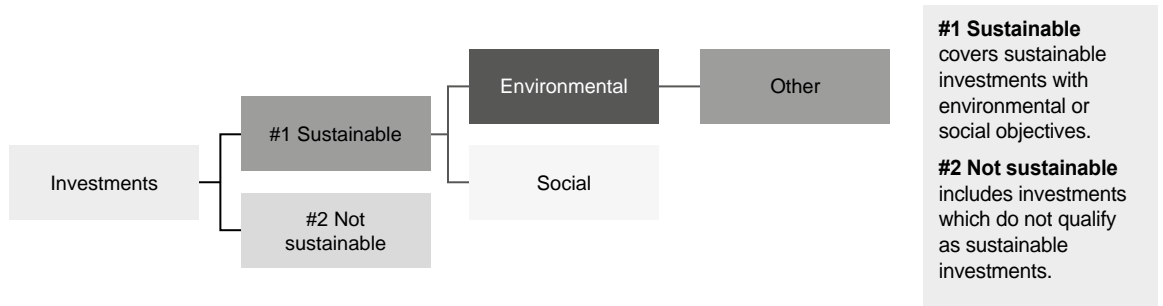 Investments
#1 Sustainable
#2 Not
sustainable
Environmental
Social
Other
#1 Sustainable
covers sustainable
investments with
environmental or
social objectives.
#2 Not sustainable
includes investments
which do not qualify
as sustainable
investments.